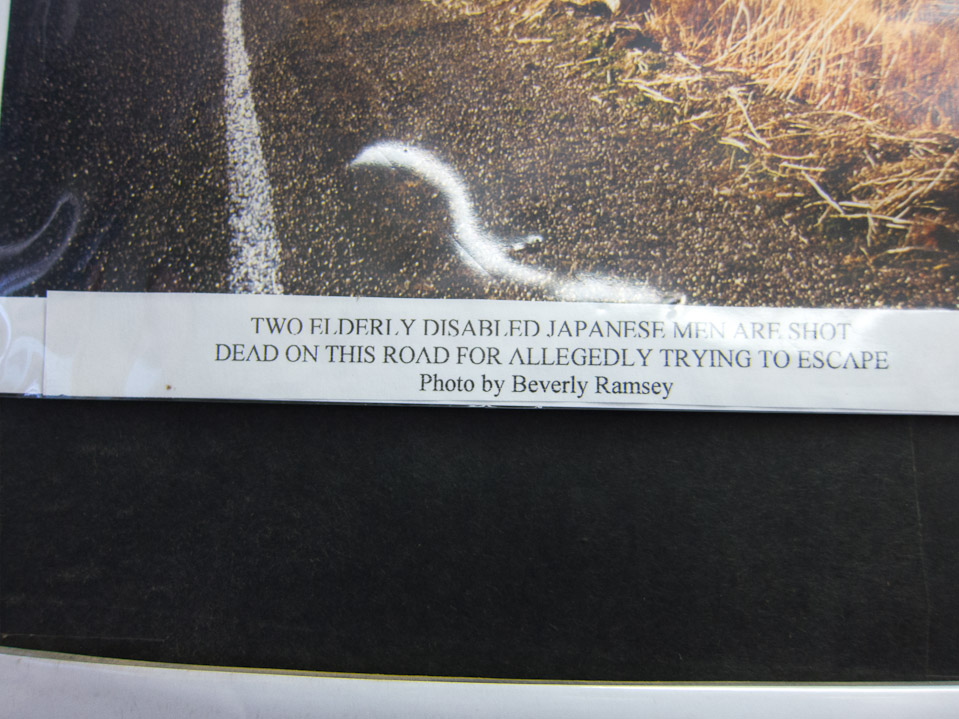 TWO ELDERLY DISABLED JAPANESE MEN ARE SHOT
DEAD ON THIS ROAD FOR ALLEGEDLY TRYING TO ESCAPE
Photo by Beverly Ramsey